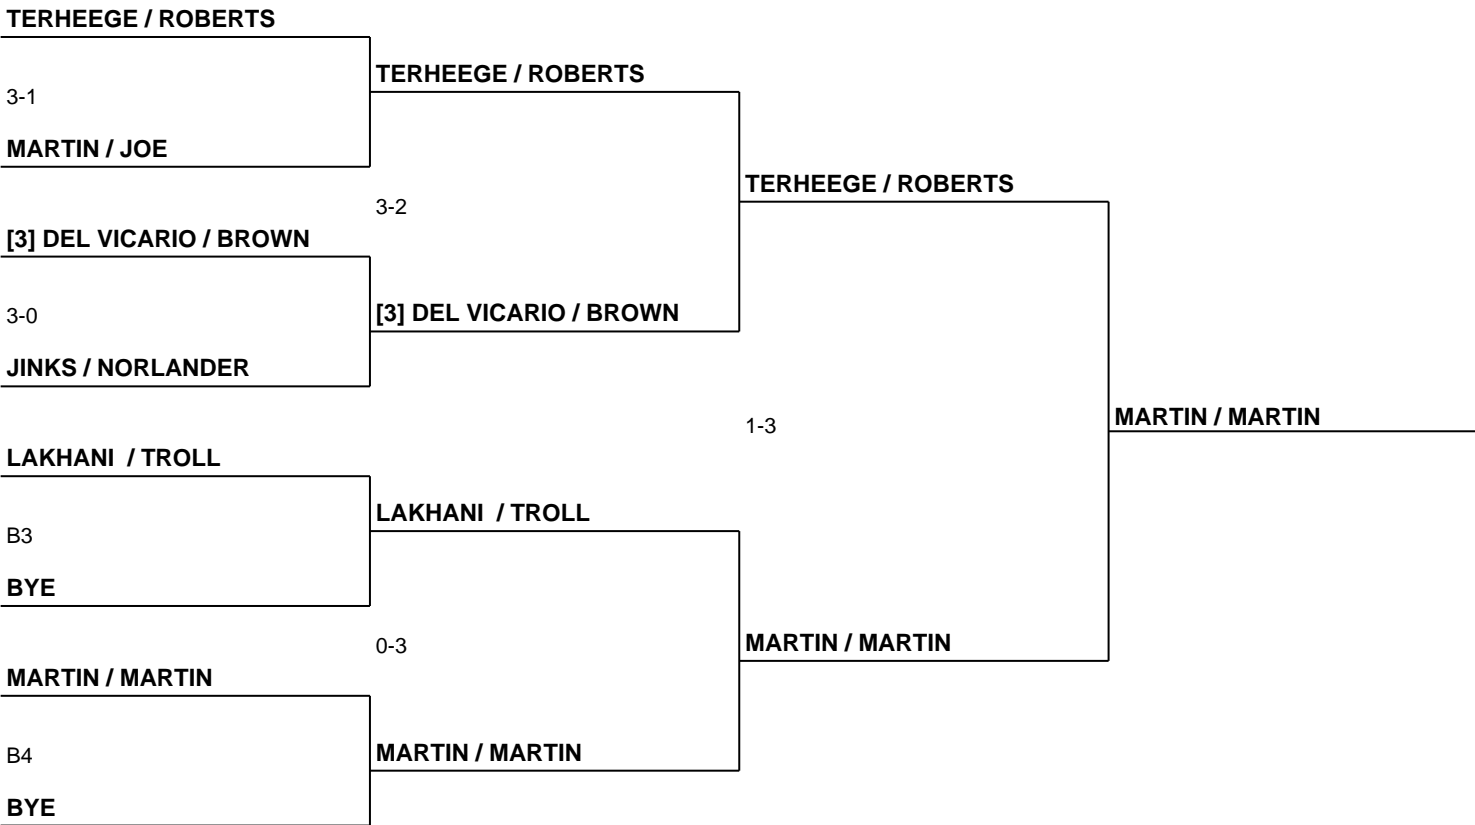 TERHEEGE / ROBERTS
TERHEEGE / ROBERTS
3-1
MARTIN / JOE
TERHEEGE / ROBERTS
3-2
[3] DEL VICARIO / BROWN
[3] DEL VICARIO / BROWN
3-0
JINKS / NORLANDER
MARTIN / MARTIN
1-3
LAKHANI / TROLL
LAKHANI / TROLL
B3
BYE
MARTIN / MARTIN
0-3
MARTIN / MARTIN
MARTIN / MARTIN
B4
BYE